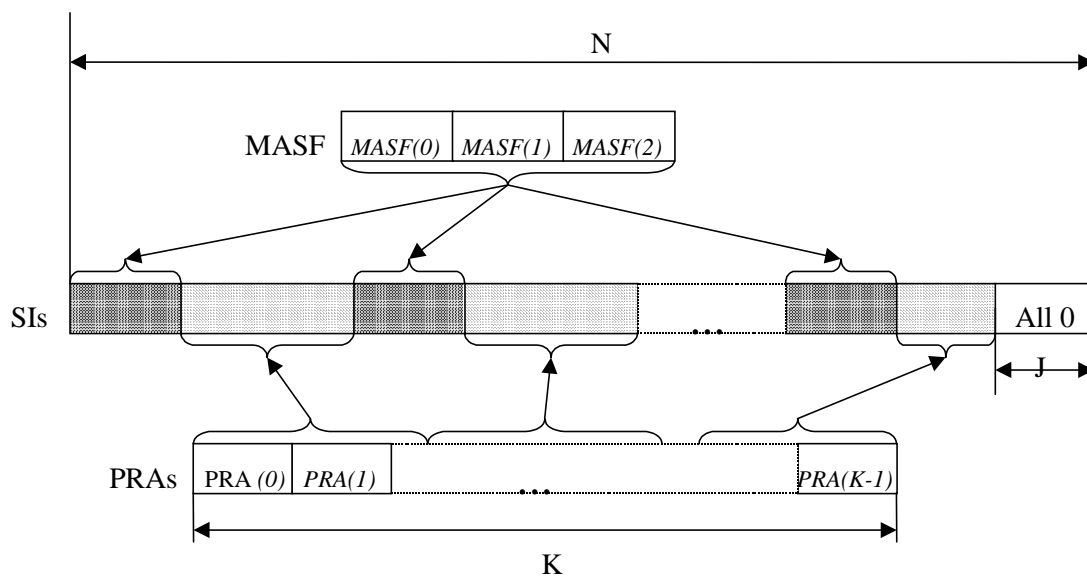 N
MASF
MASF(0) MASF(1) MASF(2)
SIs
...
All 0
J
PRAs
PRA (0) PRA(1) ... PRA(K-1)
K